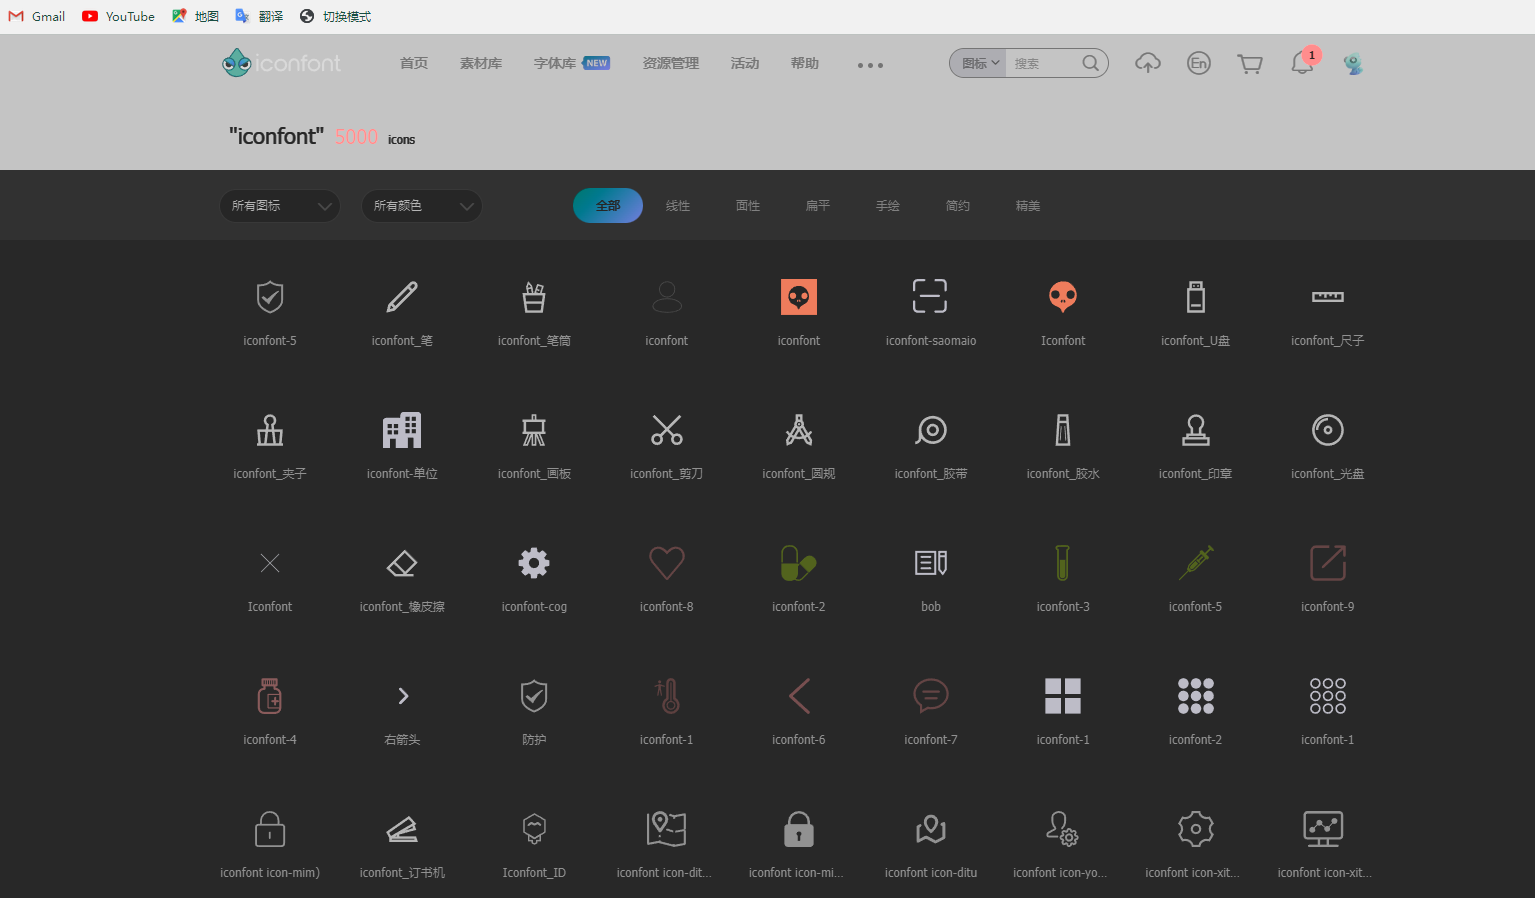 Gmail YouTube 地图 翻译 切换模式
iconfont 首页 素材库 字体库 NEW 资源管理 活动 帮助 图标 搜索 En 1
"iconfont" 5000 icons
所有图标 所有颜色 全部 线性 面性 扁平 手绘 简约 精美
iconfont-5 iconfont_笔 iconfont_笔筒 iconfont iconfont iconfont-saomaio Iconfont iconfont_U盘 iconfont_尺子
iconfont_夹子 iconfont-单位 iconfont_画板 iconfont_剪刀 iconfont_圆规 iconfont_胶带 iconfont_胶水 iconfont_印章 iconfont_光盘
Iconfont iconfont_橡皮擦 iconfont-cog iconfont-8 iconfont-2 bob iconfont-3 iconfont-5 iconfont-9
iconfont-4 右箭头 防护 iconfont-1 iconfont-6 iconfont-7 iconfont-1 iconfont-2 iconfont-1
iconfont icon-mim) iconfont_订书机 Iconfont_ID iconfont icon-dit... iconfont icon-mi... iconfont icon-ditu iconfont icon-yo... iconfont icon-xit... iconfont icon-xit...